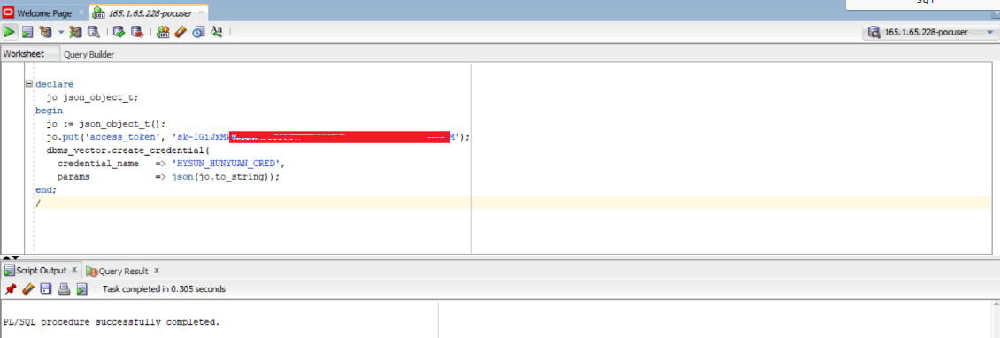 sql
Welcome Page
165.1.65.228-pocuser
165.1.65.228-pocuser
Worksheet
Query Builder
declare
jo json_object_t;
begin
jo := json_object_t();
jo.put('access_token', 'sk-IGiJxM M');
dbms_vector.create_credential(
credential_name => 'HYSUN_HUNYUAN_CRED',
params => json(jo.to_string));
end;
/
Script Output
Query Result
Task completed in 0.305 seconds
PL/SQL procedure successfully completed.